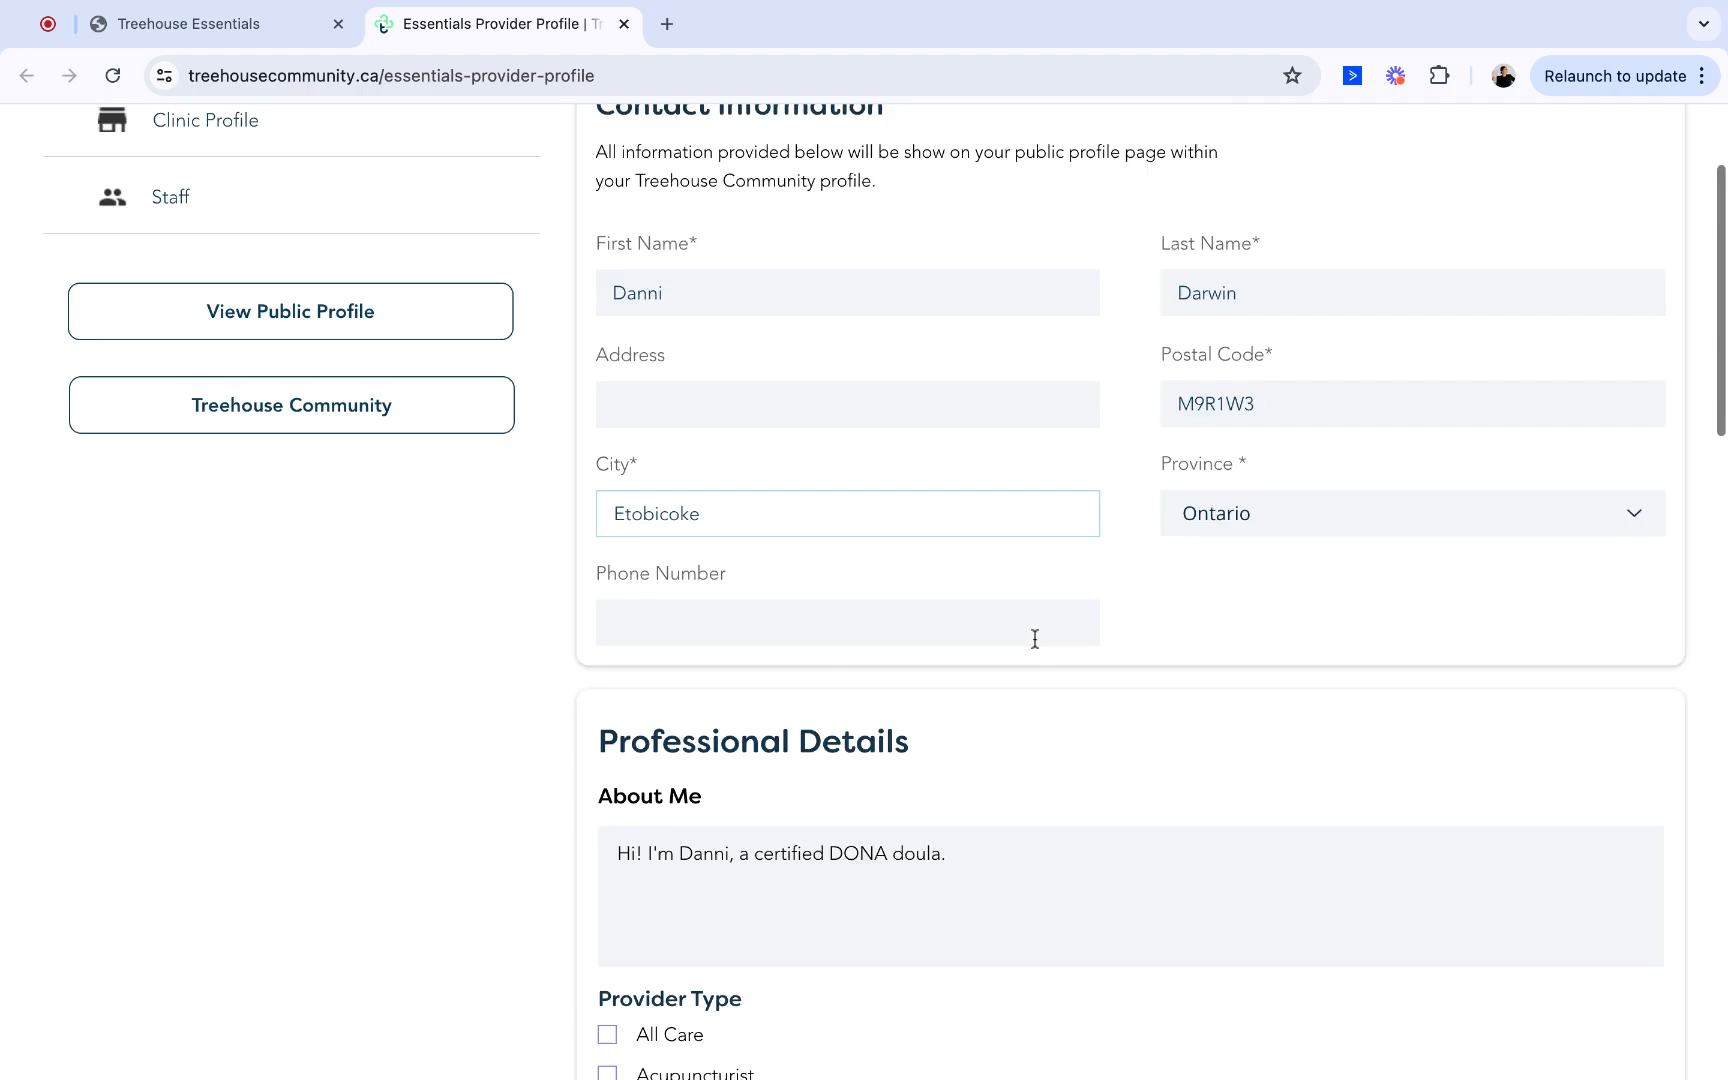 Treehouse Essentials
Essentials Provider Profile | Tr
treehousecommunity.ca/essentials-provider-profile
Relaunch to update
Clinic Profile
Staff
View Public Profile
Treehouse Community
Contact Information
All information provided below will be show on your public profile page within
your Treehouse Community profile.
First Name*
Last Name*
Danni
Darwin
Address
Postal Code*
M9R1W3
City*
Province *
Etobicoke
Ontario
Phone Number
Professional Details
About Me
Hi! I'm Danni, a certified DONA doula.
Provider Type
All Care
Acupuncturist